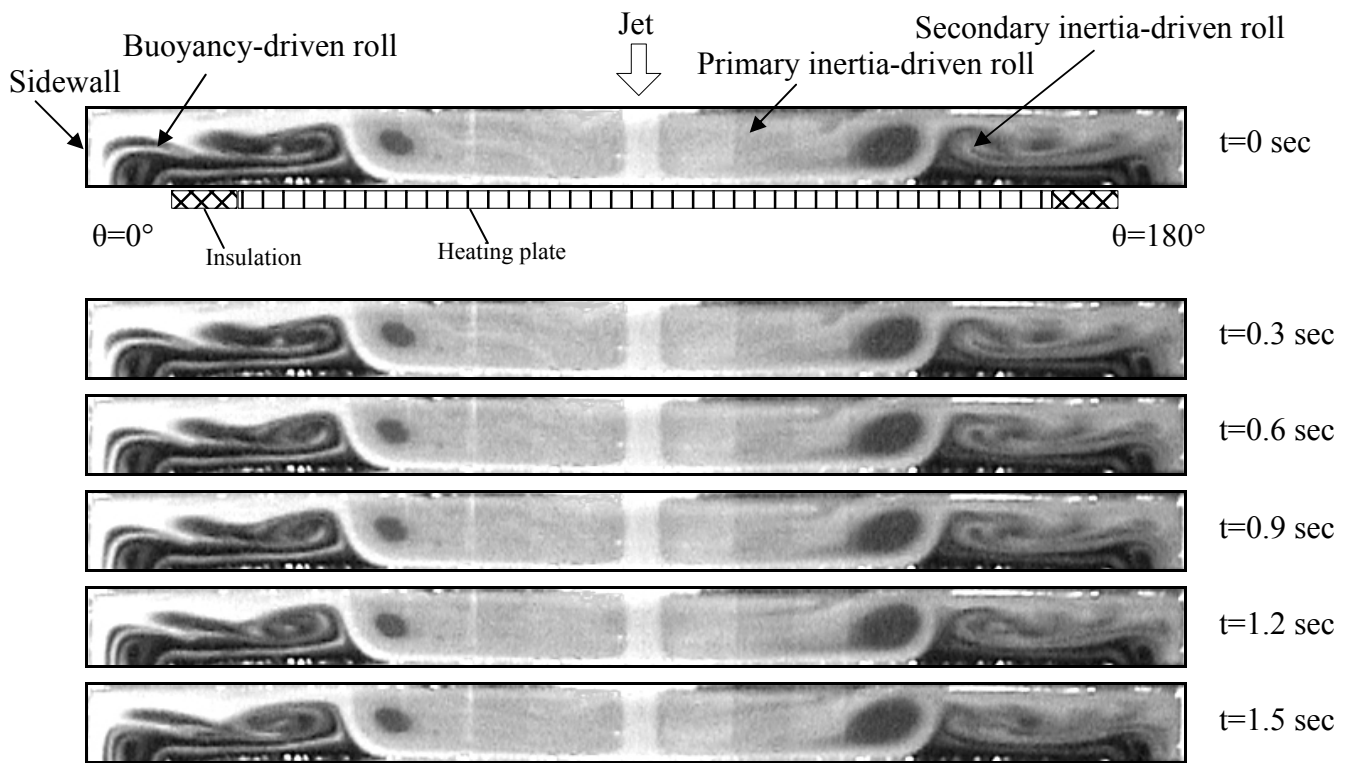 Jet
Secondary inertia-driven roll
Buoyancy-driven roll
Primary inertia-driven roll
Sidewall
t=0 sec
θ=0°
θ=180°
Insulation
Heating plate
t=0.3 sec
t=0.6 sec
t=0.9 sec
t=1.2 sec
t=1.5 sec